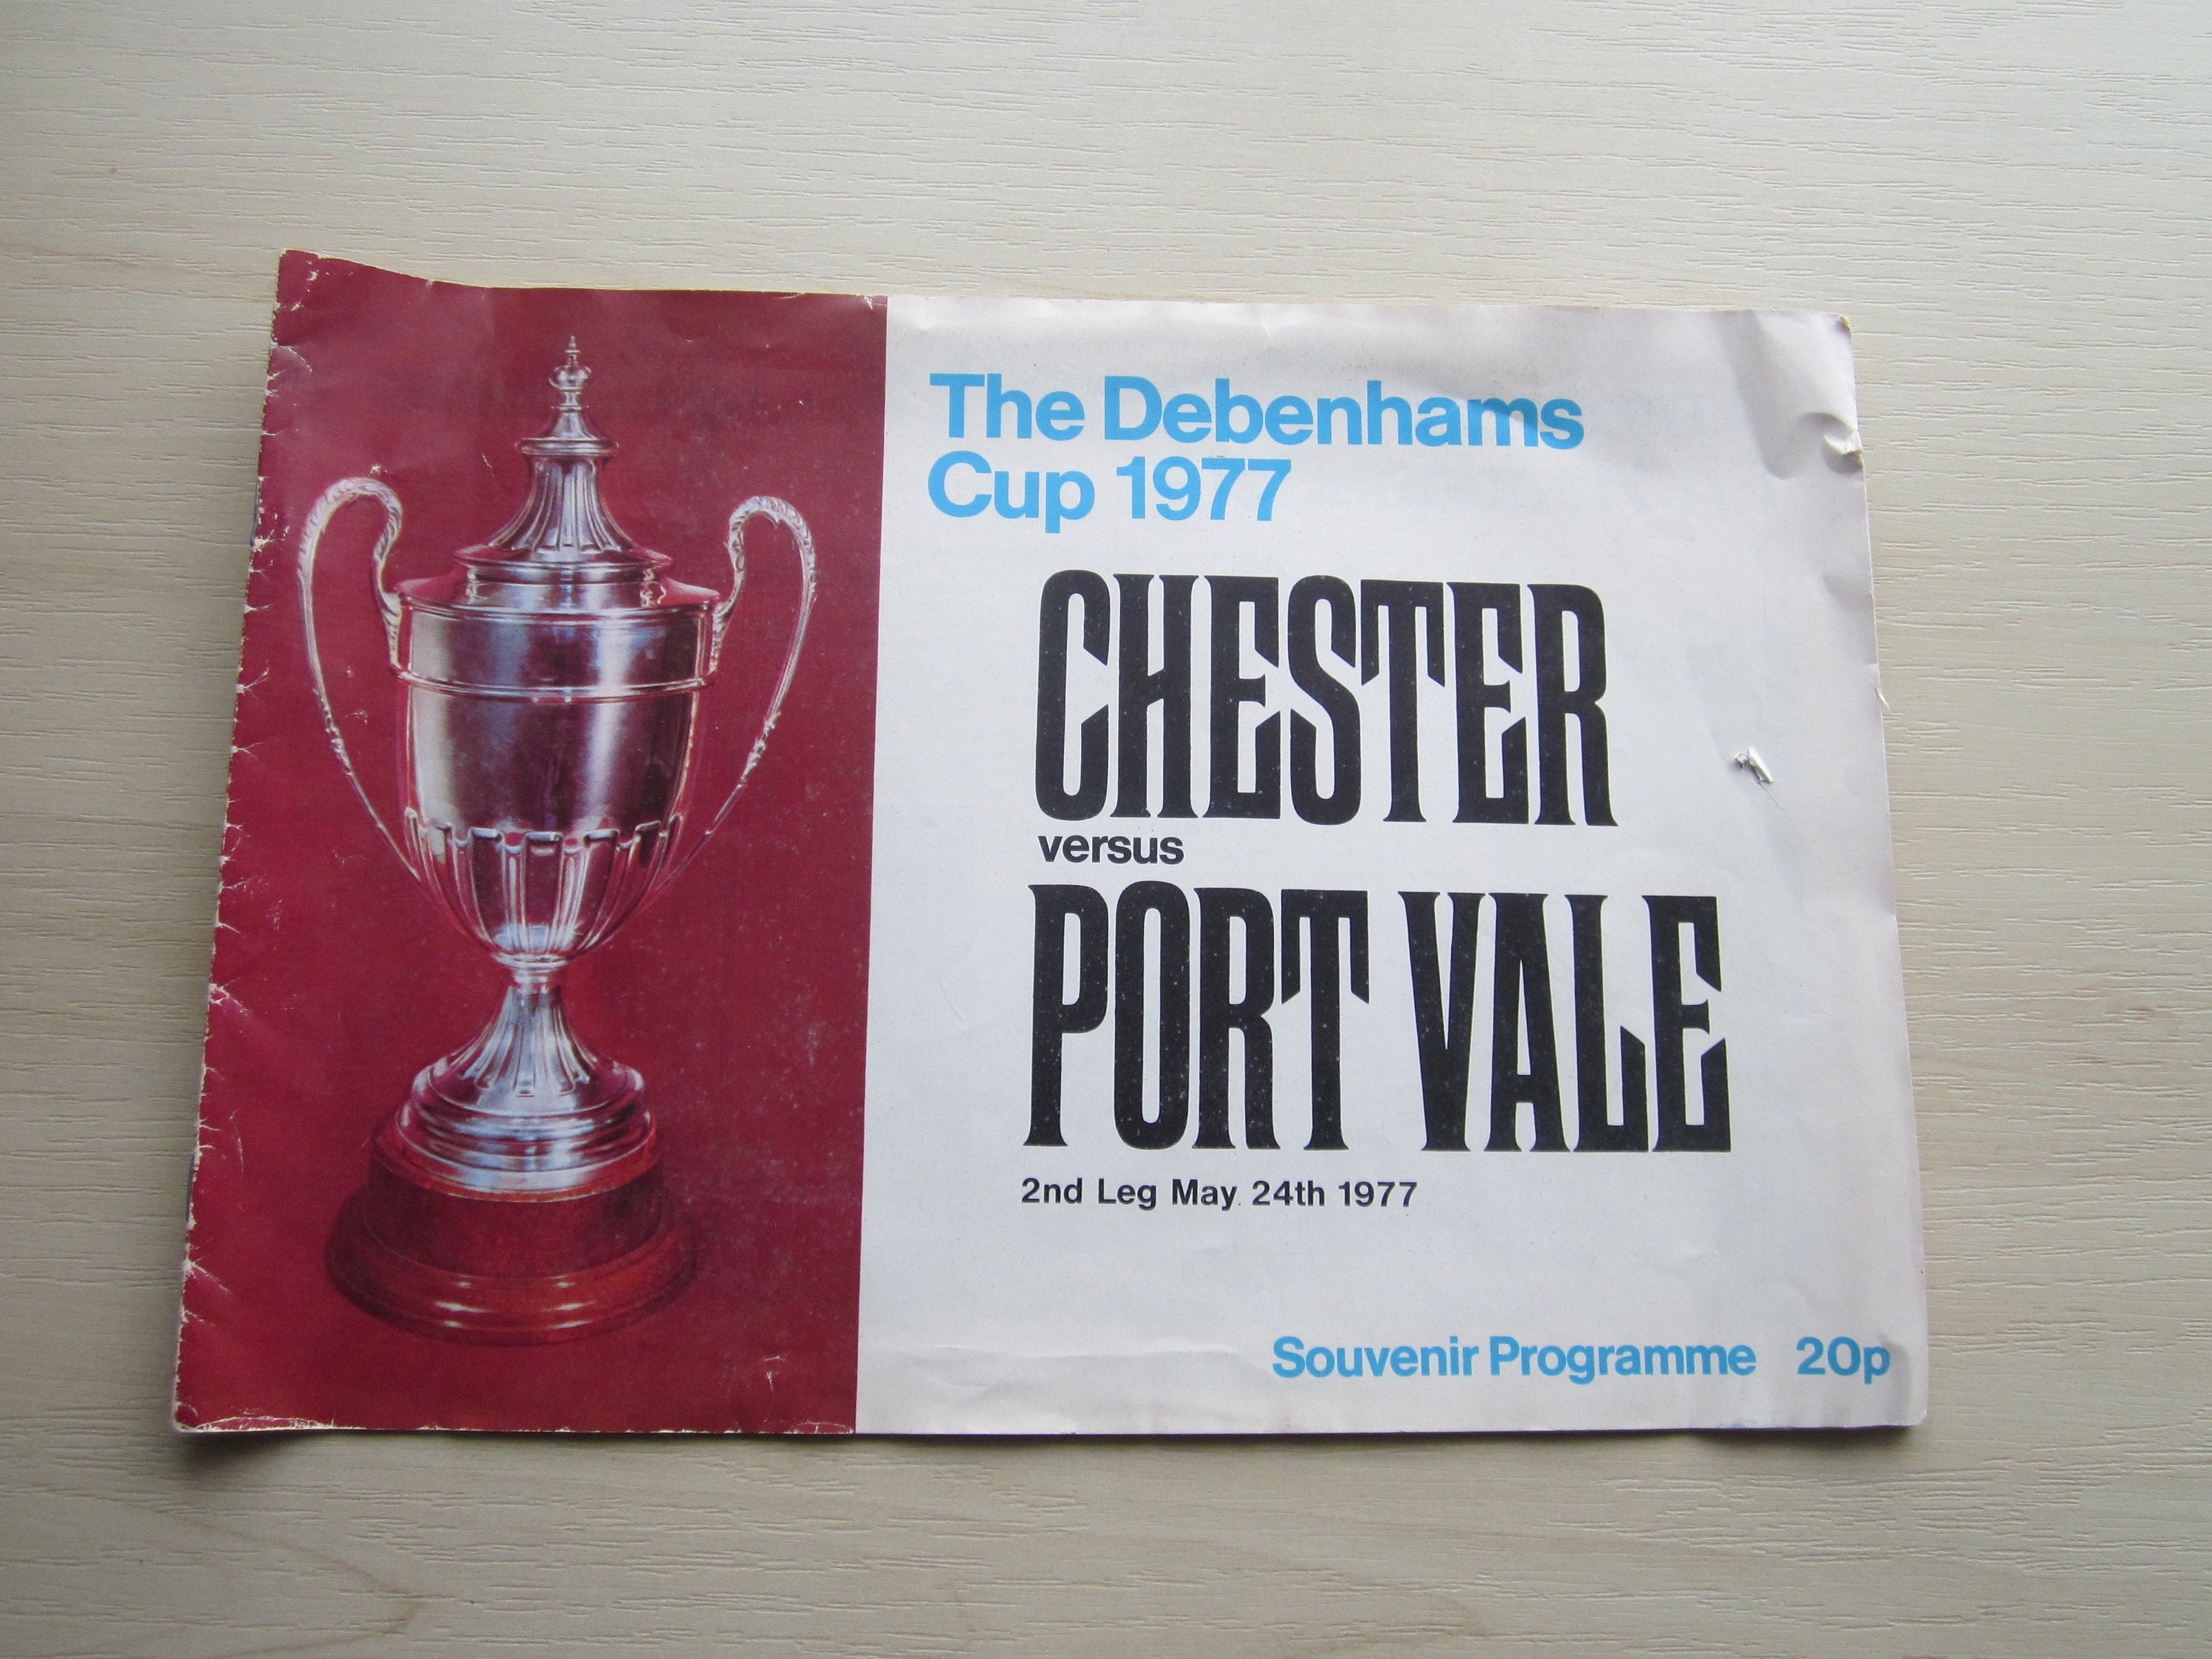 The Debenhams
Cup 1977
CHESTER
versus
PORT VALE
2nd Leg May 24th 1977
Souvenir Programme 20p